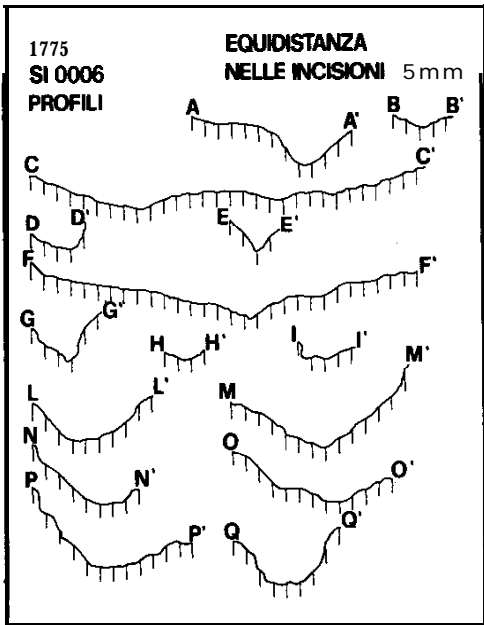 1775
SI 0006
PROFILI
EQUIDISTANZA
NELLE INCISIONI 5mm
A A'
B B'
C C'
D D'
E E'
F F'
G G'
H H'
I I'
L L'
M M'
N N'
O O'
P P'
Q Q'